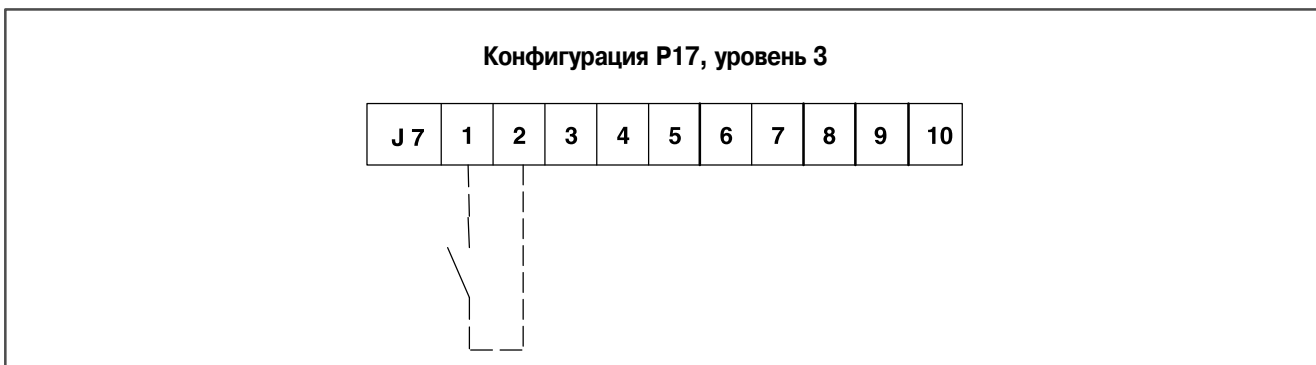 Конфигурация P17, уровень 3
J 7 1 2 3 4 5 6 7 8 9 10